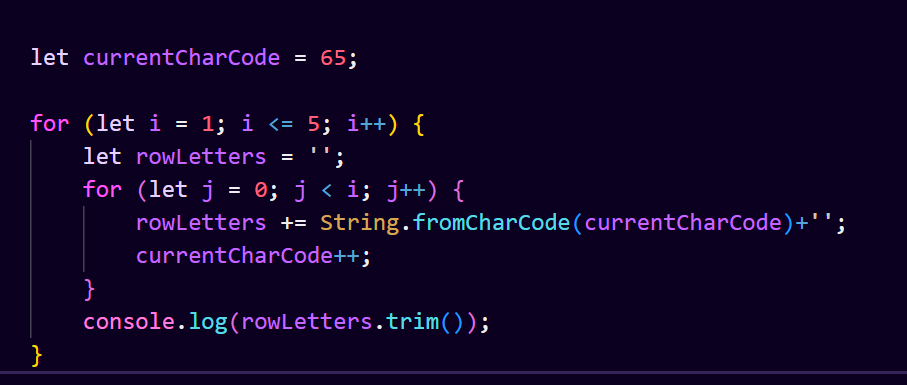 let currentCharCode = 65;
for (let i = 1; i <= 5; i++) {
let rowLetters = '';
for (let j = 0; j < i; j++) {
rowLetters += String.fromCharCode(currentCharCode)+'';
currentCharCode++;
}
console.log(rowLetters.trim());
}